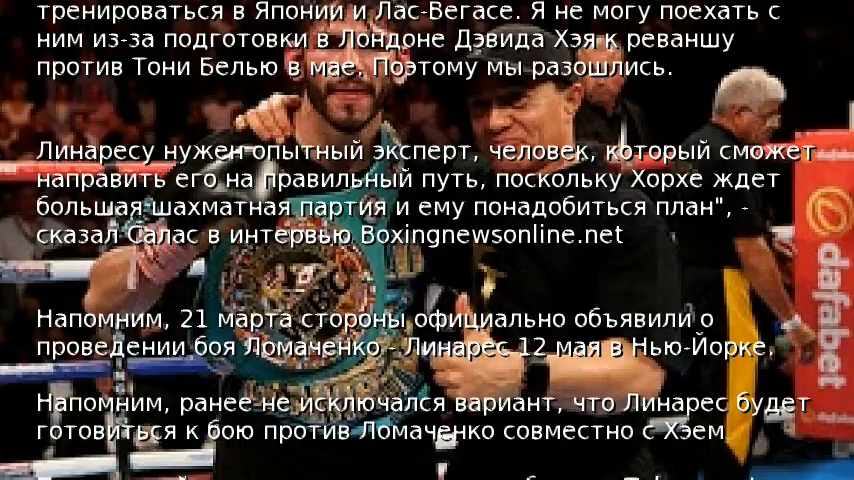 тренироваться в Японии и Лас-Вегасе. Я не могу поехать с
ним из-за подготовки в Лондоне Дэвида Хэя к реваншу
против Тони Белью в мае. Поэтому мы разошлись.
Линаресу нужен опытный эксперт, человек, который сможет
направить его на правильный путь, поскольку Хорхе ждет
большая шахматная партия и ему понадобиться план", -
сказал Салас в интервью Boxingnewsonline.net
Напомним, 21 марта стороны официально объявили о
проведении боя Ломаченко - Линарес 12 мая в Нью-Йорке.
Напомним, ранее не исключался вариант, что Линарес будет
готовиться к бою против Ломаченко совместно с Хэем
dafabet